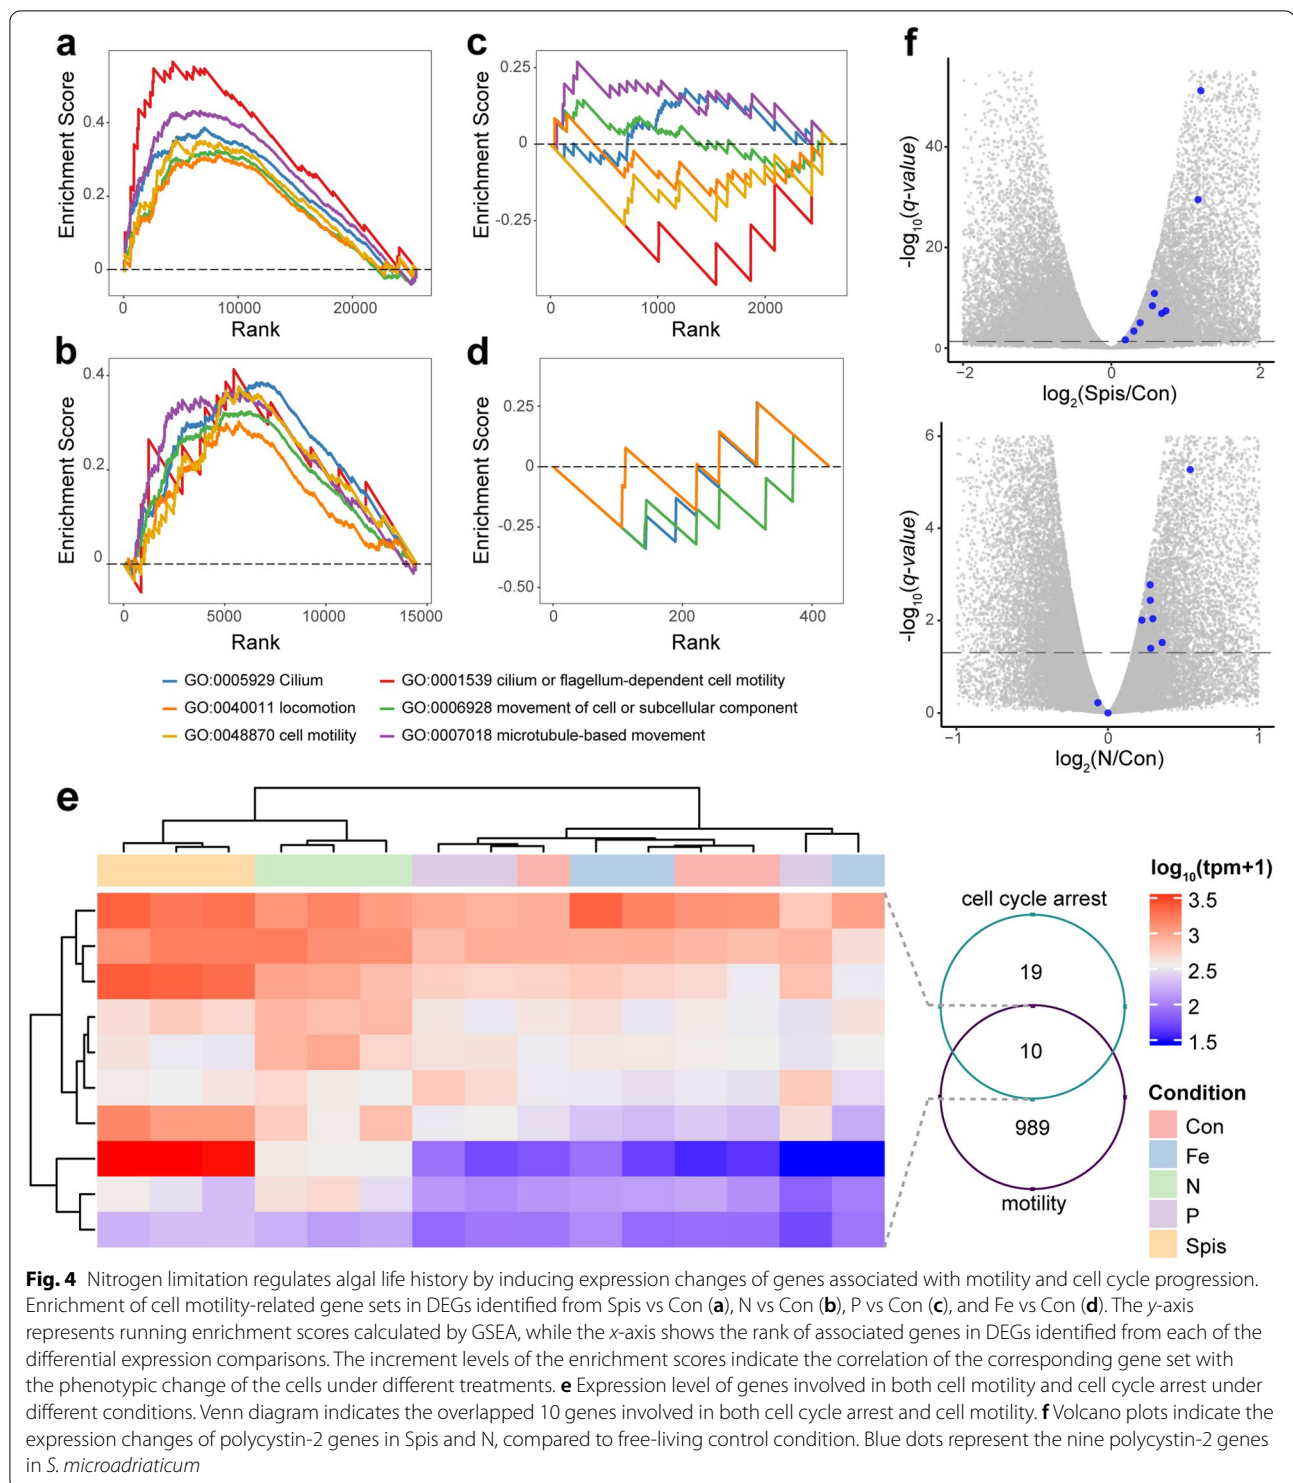 a
Enrichment Score
0.4
0.2
0
0
10000
20000
Rank
c
Enrichment Score
0.25
0
-0.25
0
1000
2000
Rank
f
-log10(q-value)
40
20
0
−2
0
2
log2(Spis/Con)
b
Enrichment Score
0.4
0.2
0
0
5000
10000
15000
Rank
d
Enrichment Score
0.25
0
-0.25
-0.50
0
200
400
Rank
-log10(q-value)
6
4
2
0
−1
0
1
log2(N/Con)
GO:0005929 Cilium
GO:0001539 cilium or flagellum-dependent cell motility
GO:0040011 locomotion
GO:0006928 movement of cell or subcellular component
GO:0048870 cell motility
GO:0007018 microtubule-based movement
e
cell cycle arrest
19
10
989
motility
log10(tpm+1)
3.5
3
2.5
2
1.5
Condition
Con
Fe
N
P
Spis
Fig. 4 Nitrogen limitation regulates algal life history by inducing expression changes of genes associated with motility and cell cycle progression.
Enrichment of cell motility-related gene sets in DEGs identified from Spis vs Con (a), N vs Con (b), P vs Con (c), and Fe vs Con (d). The y-axis
represents running enrichment scores calculated by GSEA, while the x-axis shows the rank of associated genes in DEGs identified from each of the
differential expression comparisons. The increment levels of the enrichment scores indicate the correlation of the corresponding gene set with
the phenotypic change of the cells under different treatments. e Expression level of genes involved in both cell motility and cell cycle arrest under
different conditions. Venn diagram indicates the overlapped 10 genes involved in both cell cycle arrest and cell motility. f Volcano plots indicate the
expression changes of polycystin-2 genes in Spis and N, compared to free-living control condition. Blue dots represent the nine polycystin-2 genes
in S. microadriaticum